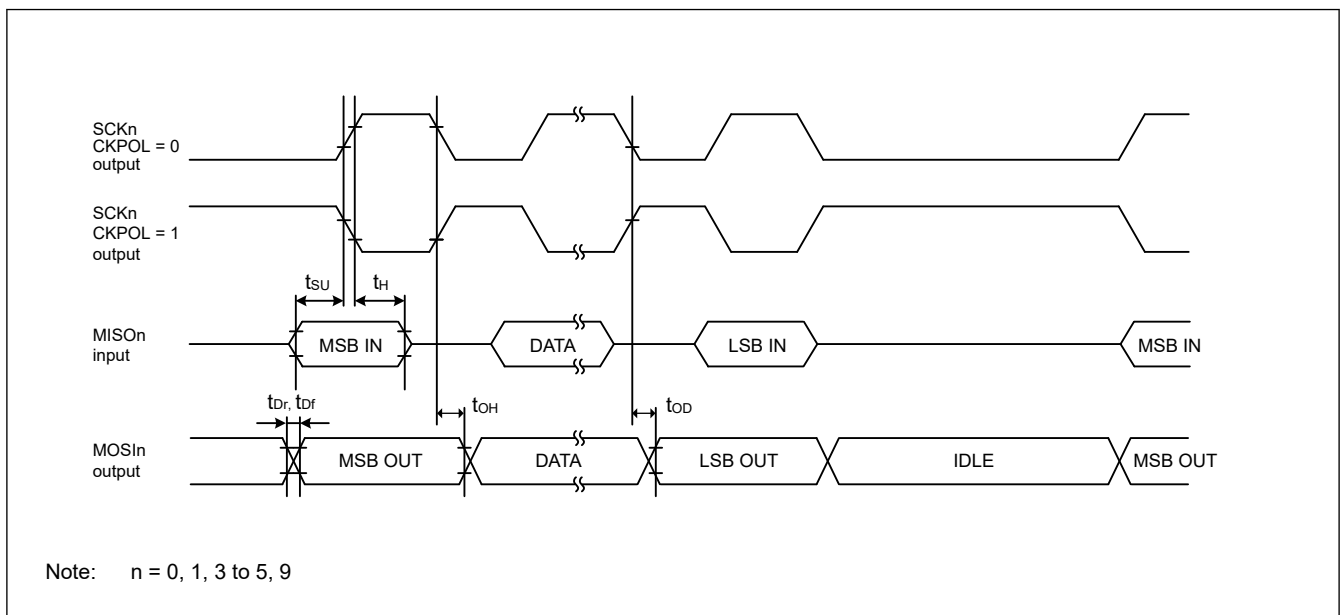 SCKn
CKPOL = 0
output
SCKn
CKPOL = 1
output
tSU
tH
MISOn
input
MSB IN
DATA
LSB IN
MSB IN
tDr, tDf
tOH
tOD
MOSIn
output
MSB OUT
DATA
LSB OUT
IDLE
MSB OUT
Note: n = 0, 1, 3 to 5, 9